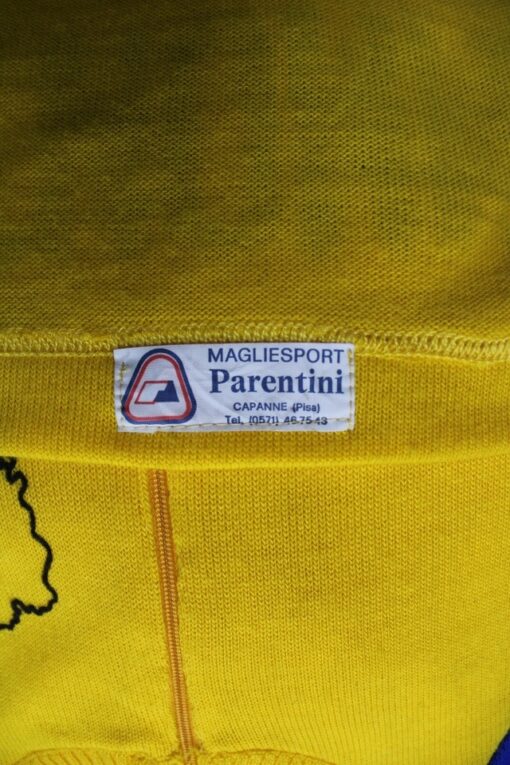 MAGLIESPORT
Parentini
CAPANNE (Pisa)
Tel. (0571) 46.75.43